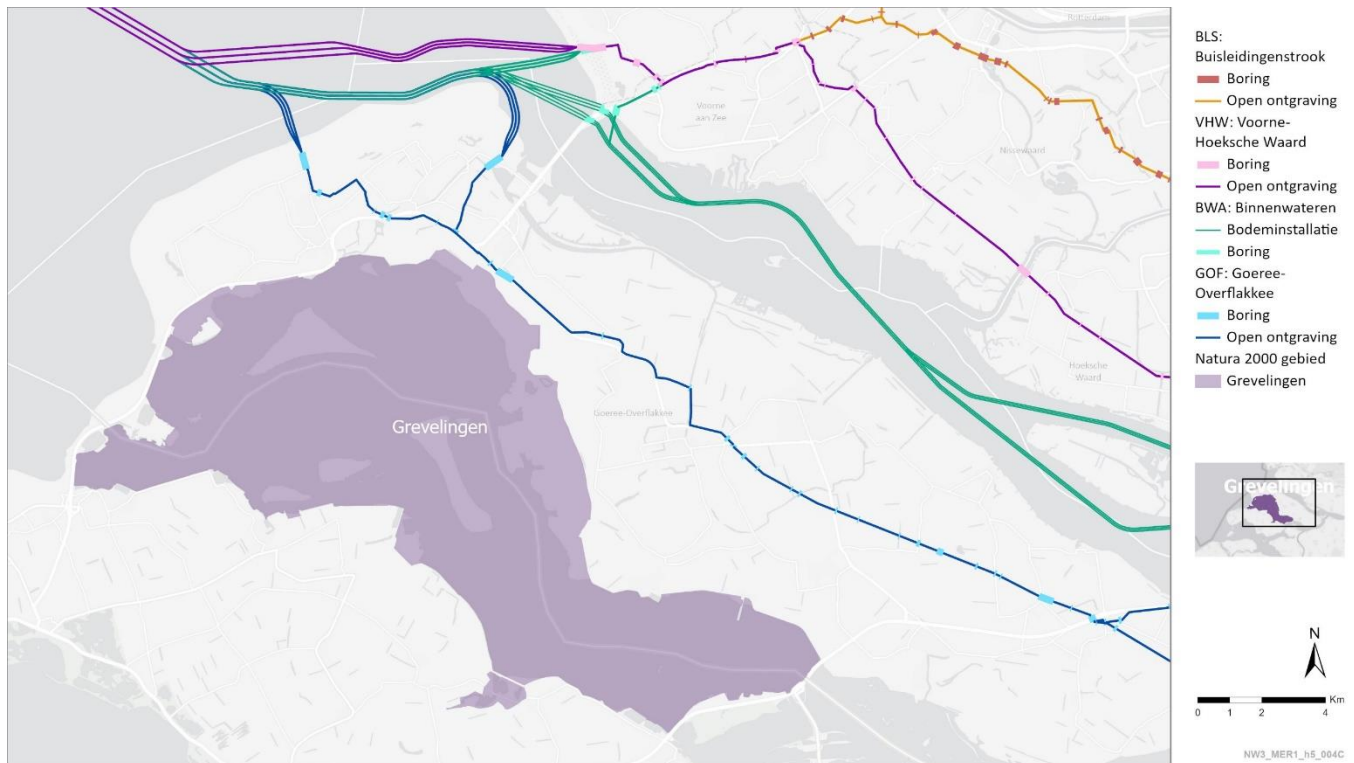 Rotterdam
Voorne
aan Zee
Nissewaard
Hoeksche
Waard
Goeree-Overflakkee
Grevelingen
BLS:
Buisleidingenstrook
Boring
Open ontgraving
VHW: Voorne-
Hoeksche Waard
Boring
Open ontgraving
BWA: Binnenwateren
Bodeminstallatie
Boring
GOF: Goeree-
Overflakkee
Boring
Open ontgraving
Natura 2000 gebied
Grevelingen
Grevelingen
N
Km
0 1 2 4
NW3_MER1_h5_004C